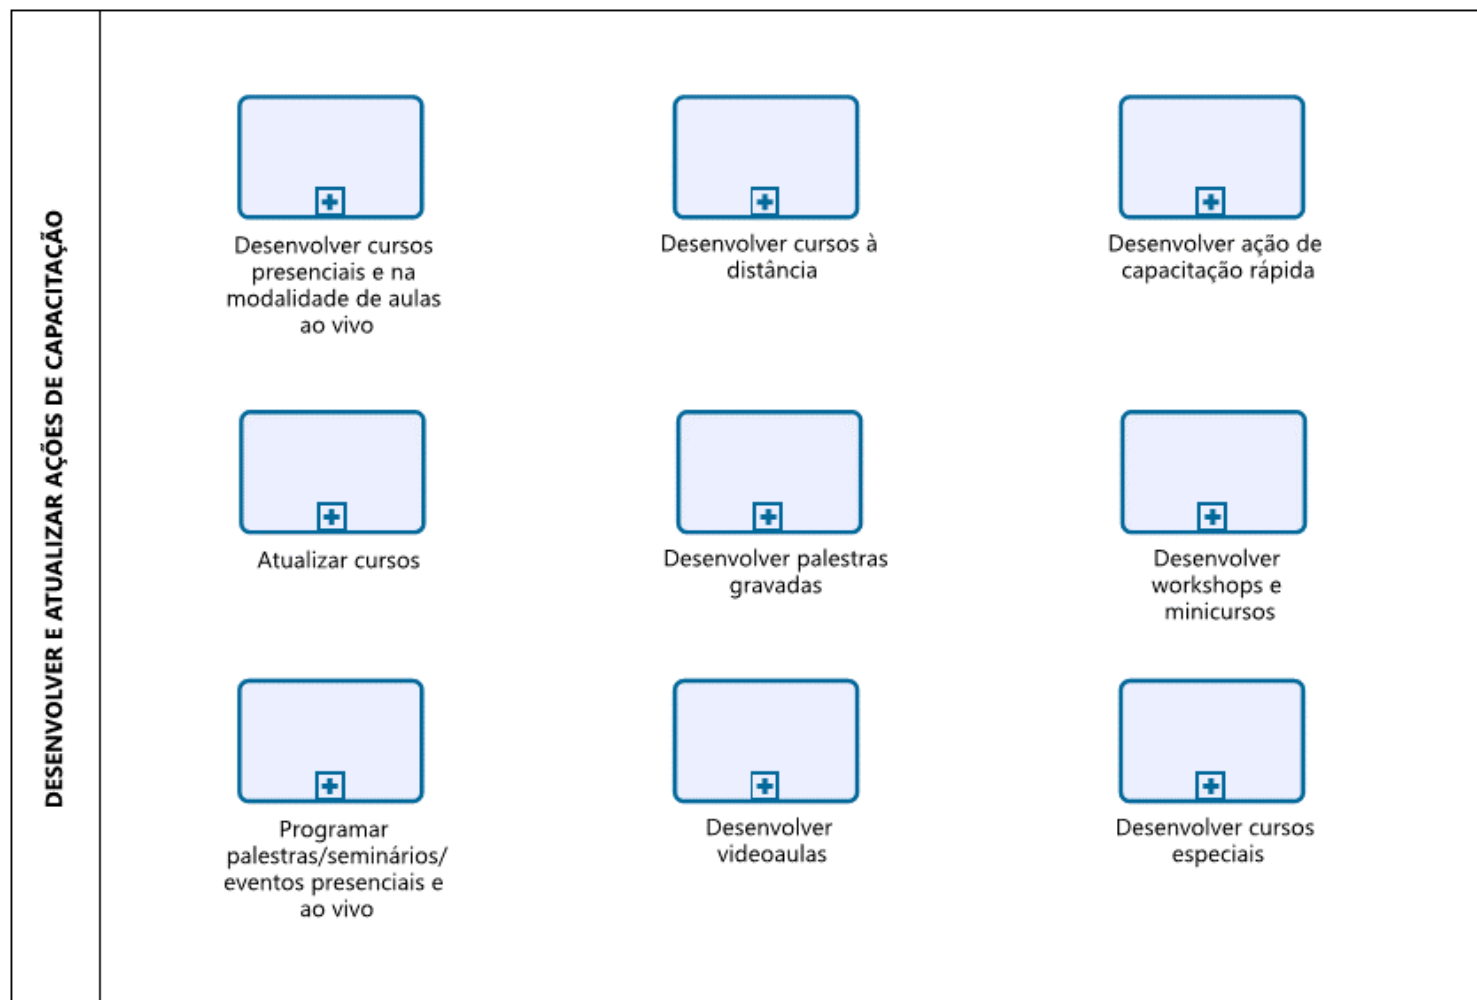 DESENVOLVER E ATUALIZAR AÇÕES DE CAPACITAÇÃO
Desenvolver cursos
presenciais e na
modalidade de aulas
ao vivo
Desenvolver cursos à
distância
Desenvolver ação de
capacitação rápida
Atualizar cursos
Desenvolver palestras
gravadas
Desenvolver
workshops e
minicursos
Programar
palestras/seminários/
eventos presenciais e
ao vivo
Desenvolver
videoaulas
Desenvolver cursos
especiais